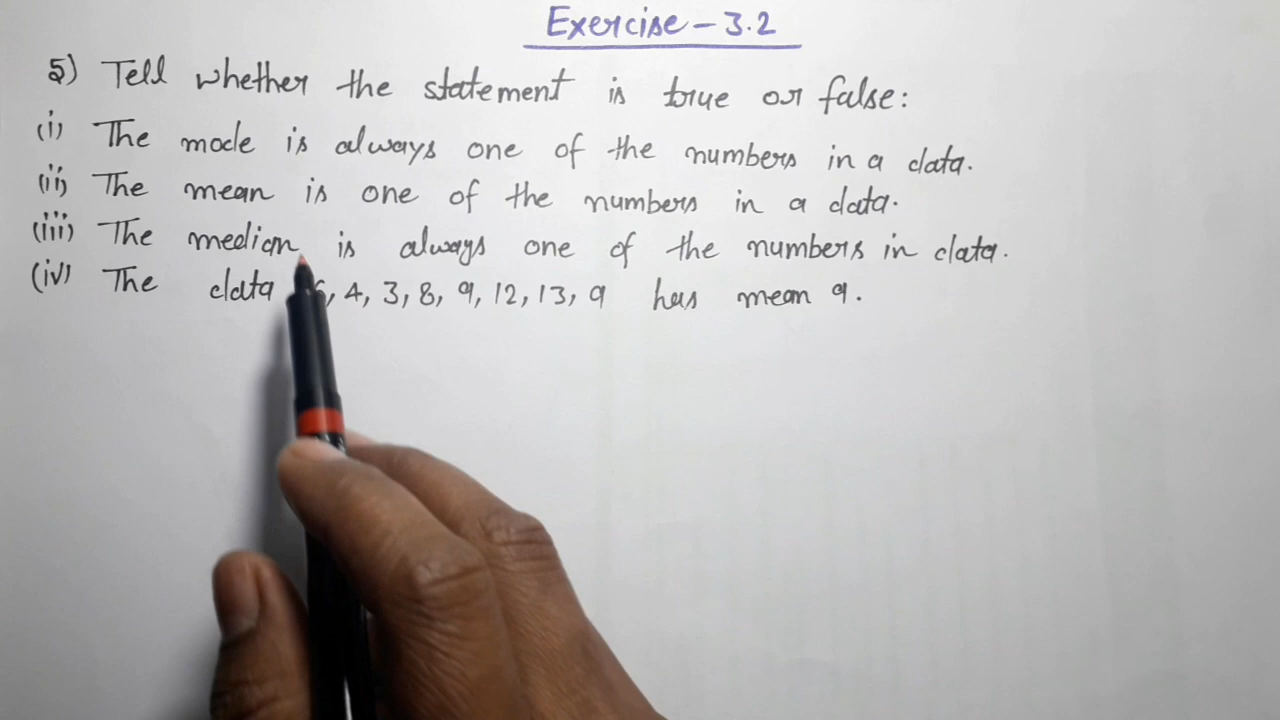 Exercise - 3.2
5) Tell whether the statement is true or false:
(i) The mode is always one of the numbers in a data.
(ii) The mean is one of the numbers in a data.
(iii) The median is always one of the numbers in data.
(iv) The data 6, 4, 3, 8, 9, 12, 13, 9 has mean 9.